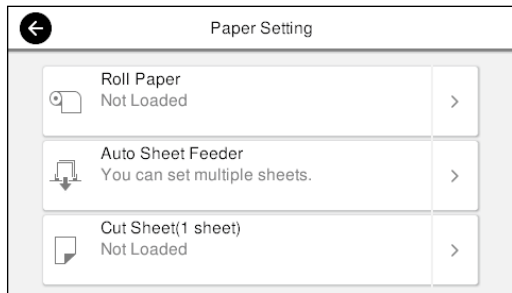 Paper Setting
Roll Paper
Not Loaded
Auto Sheet Feeder
You can set multiple sheets.
Cut Sheet(1 sheet)
Not Loaded